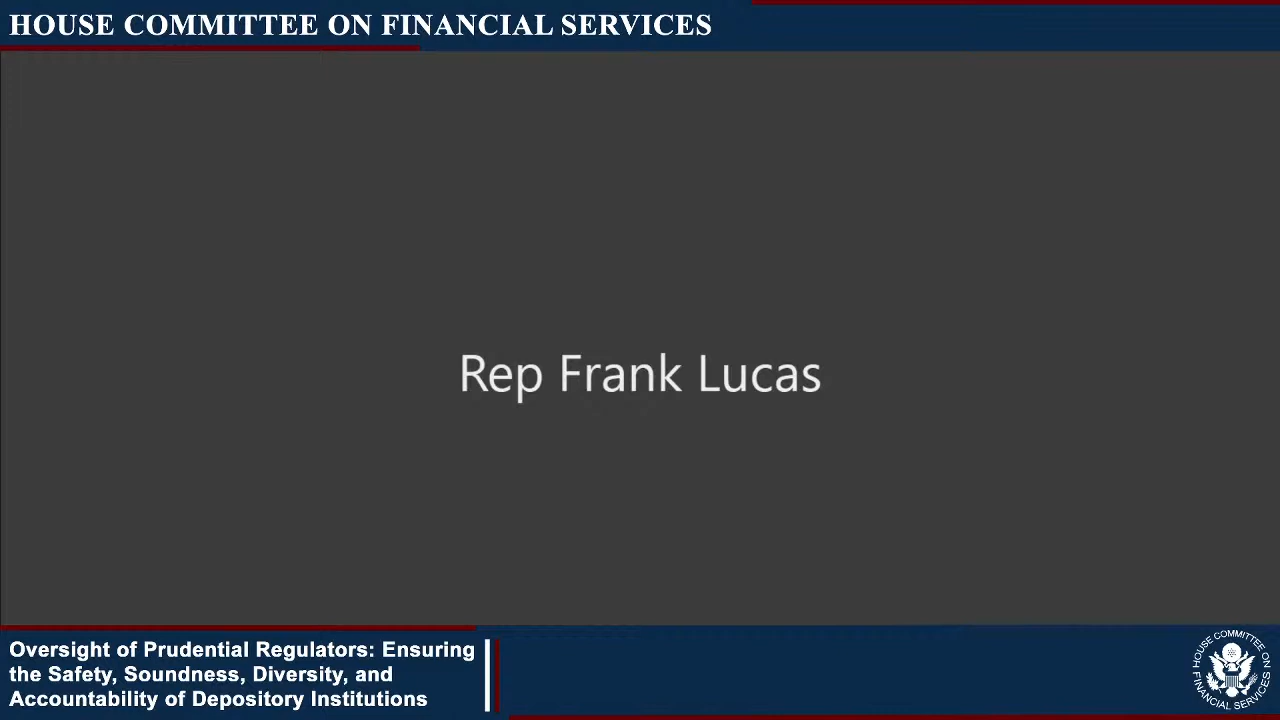 HOUSE COMMITTEE ON FINANCIAL SERVICES
Rep Frank Lucas
Oversight of Prudential Regulators: Ensuring
the Safety, Soundness, Diversity, and
Accountability of Depository Institutions
HOUSE COMMITTEE ON
FINANCIAL SERVICES